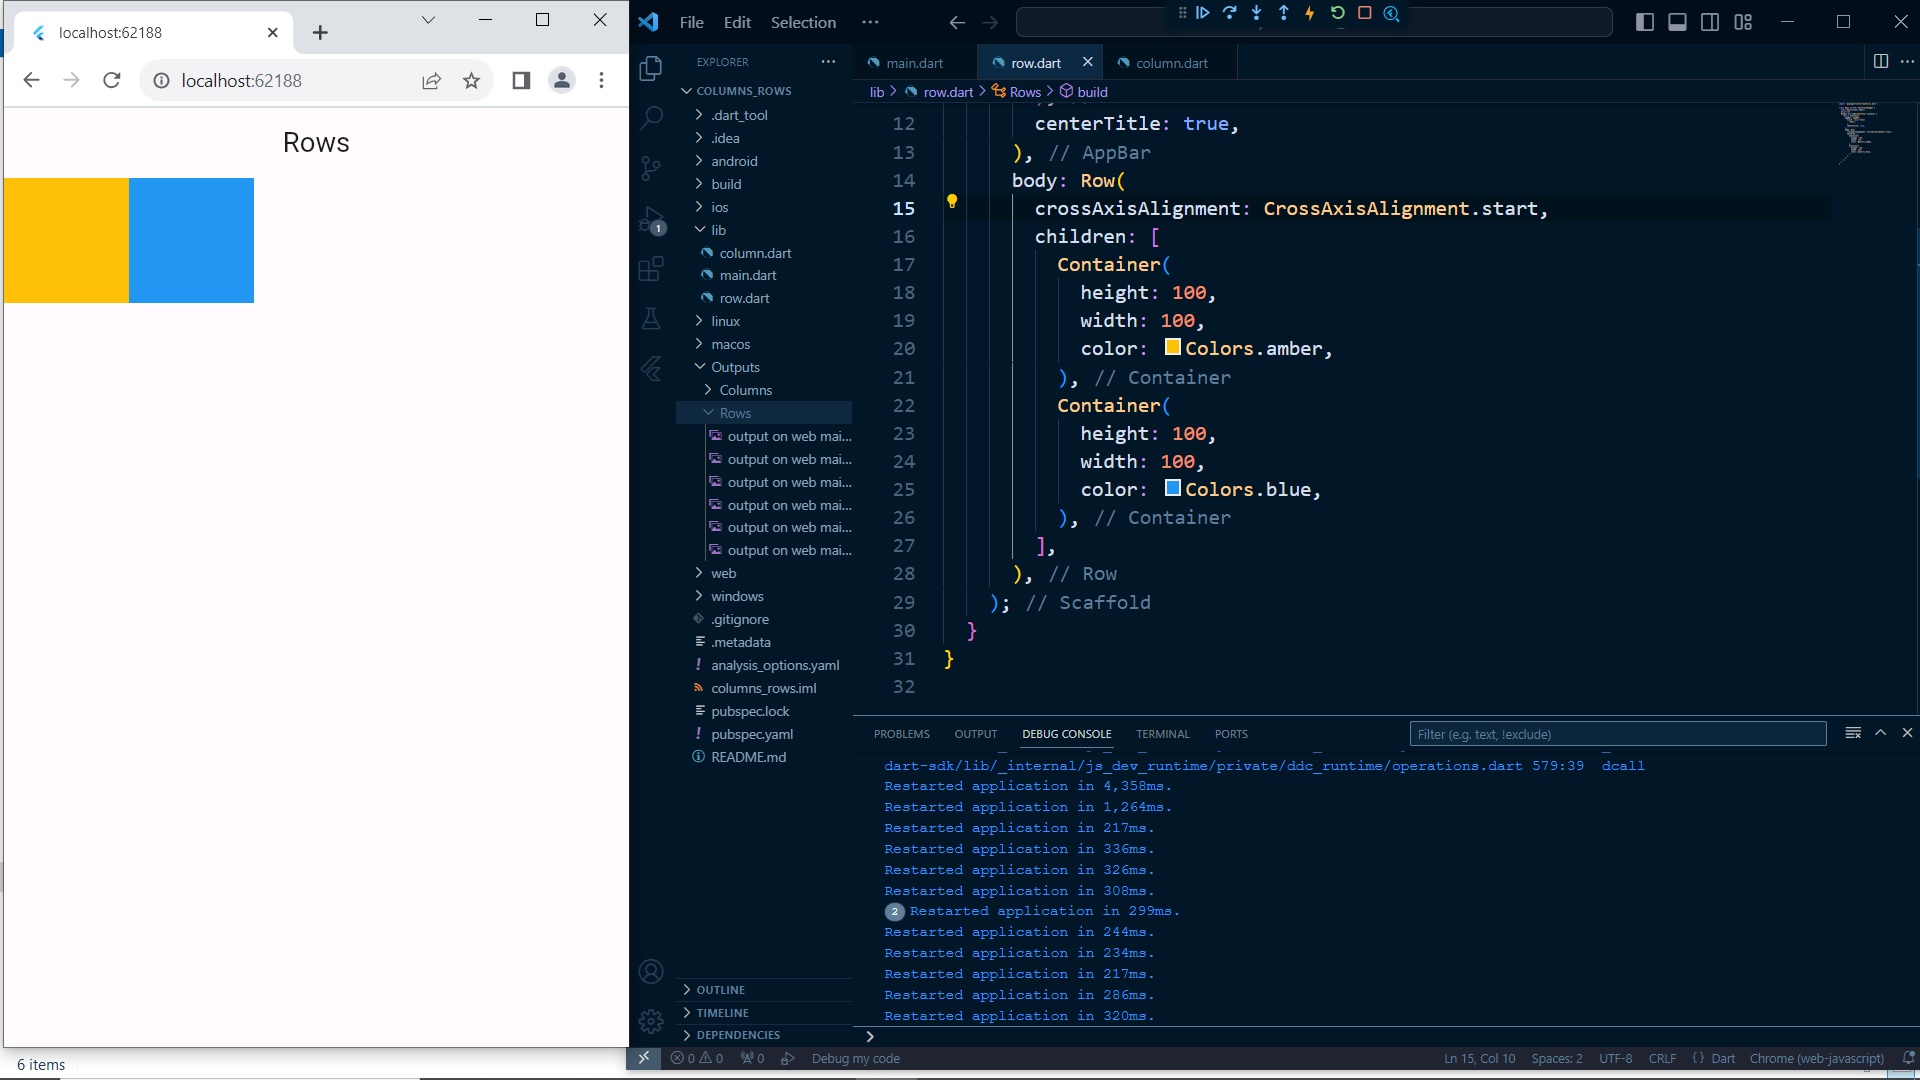 localhost:62188
localhost:62188
Rows
6 items
File Edit Selection ···
EXPLORER
COLUMNS_ROWS
.dart_tool
.idea
android
build
ios
lib
column.dart
main.dart
row.dart
linux
macos
Outputs
Columns
Rows
output on web mai...
output on web mai...
output on web mai...
output on web mai...
output on web mai...
output on web mai...
web
windows
.gitignore
.metadata
analysis_options.yaml
columns_rows.iml
pubspec.lock
pubspec.yaml
README.md
OUTLINE
TIMELINE
DEPENDENCIES
1
main.dart row.dart column.dart
lib > row.dart > Rows > build
12 centerTitle: true,
13 ), // AppBar
14 body: Row(
15 crossAxisAlignment: CrossAxisAlignment.start,
16 children: [
17 Container(
18 height: 100,
19 width: 100,
20 color: Colors.amber,
21 ), // Container
22 Container(
23 height: 100,
24 width: 100,
25 color: Colors.blue,
26 ), // Container
27 ],
28 ), // Row
29 ); // Scaffold
30 }
31 }
32
PROBLEMS OUTPUT DEBUG CONSOLE TERMINAL PORTS Filter (e.g. text, !exclude)
dart-sdk/lib/_internal/js_dev_runtime/private/ddc_runtime/operations.dart 579:39 dcall
Restarted application in 4,358ms.
Restarted application in 1,264ms.
Restarted application in 217ms.
Restarted application in 336ms.
Restarted application in 326ms.
Restarted application in 308ms.
2 Restarted application in 299ms.
Restarted application in 244ms.
Restarted application in 234ms.
Restarted application in 217ms.
Restarted application in 286ms.
Restarted application in 320ms.
0 0 0 Debug my code Ln 15, Col 10 Spaces: 2 UTF-8 CRLF {} Dart Chrome (web-javascript)